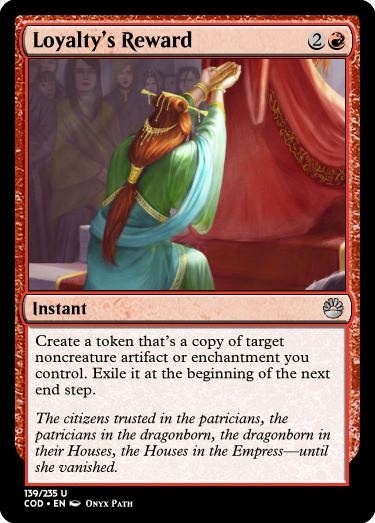 Loyalty's Reward 2
Instant
Create a token that's a copy of target
noncreature artifact or enchantment you
control. Exile it at the beginning of the next
end step.
The citizens trusted in the patricians, the
patricians in the dragonborn, the dragonborn in
their Houses, the Houses in the Empress—until
she vanished.
139/235 U
COD • EN Onyx Path